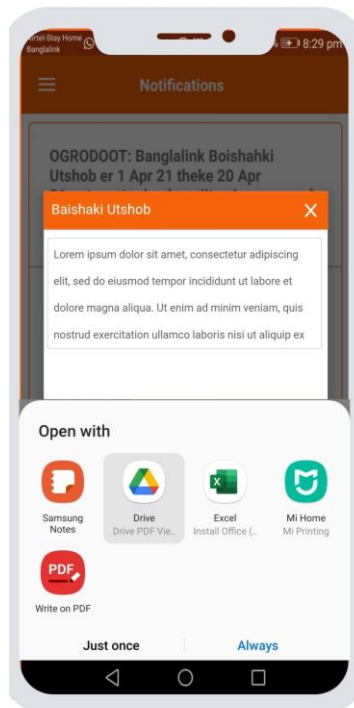 Airtel-Stay Home
Banglalink
8:29 pm
Notifications
OGRODOOT: Banglalink Boishahki
Utshob er 1 Apr 21 theke 20 Apr
Baishaki Utshob
Lorem ipsum dolor sit amet, consectetur adipiscing
elit, sed do eiusmod tempor incididunt ut labore et
dolore magna aliqua. Ut enim ad minim veniam, quis
nostrud exercitation ullamco laboris nisi ut aliquip ex
Open with
Samsung Notes
Drive
Drive PDF Vie..
Excel
Install Office (..
Mi Home
Mi Printing
PDF
Write on PDF
Just once
Always